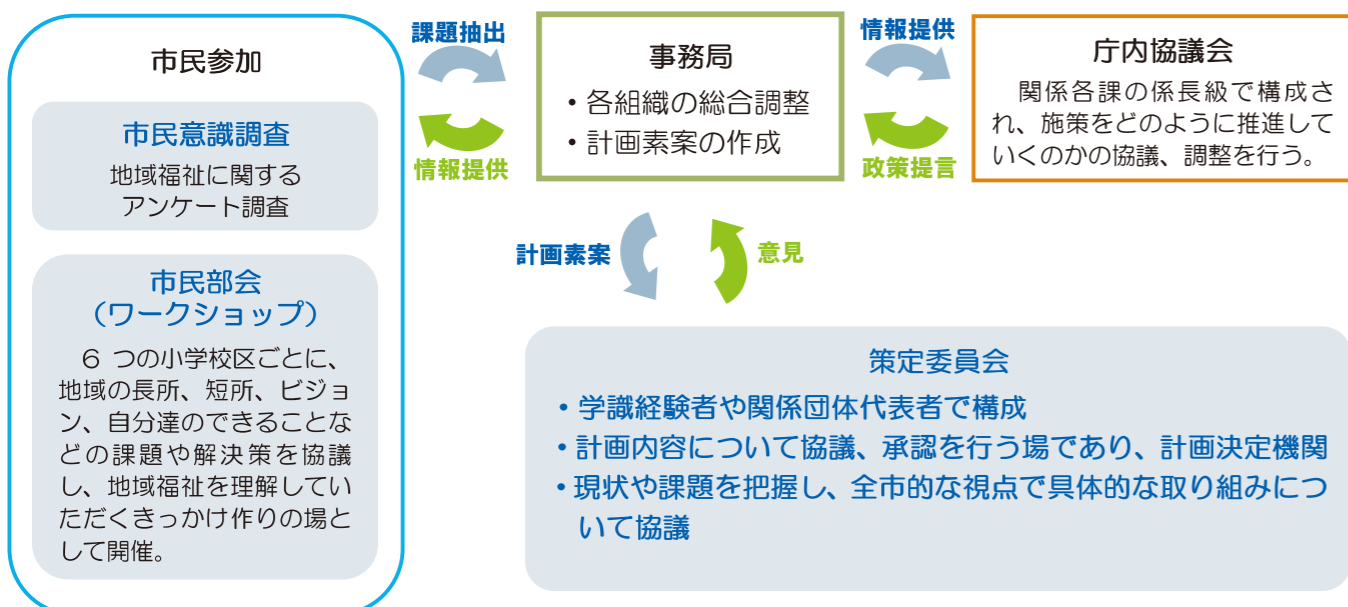 市民参加
市民意識調査
地域福祉に関する
アンケート調査
市民部会
（ワークショップ）
６つの小学校区ごとに、
地域の長所、短所、ビジョ
ン、自分達のできることな
どの課題や解決策を協議
し、地域福祉を理解してい
ただくきっかけ作りの場と
して開催。
課題抽出
情報提供
事務局
・各組織の総合調整
・計画素案の作成
情報提供
政策提言
庁内協議会
関係各課の係長級で構成さ
れ、施策をどのように推進して
いくのかの協議、調整を行う。
計画素案
意見
策定委員会
・学識経験者や関係団体代表者で構成
・計画内容について協議、承認を行う場であり、計画決定機関
・現状や課題を把握し、全市的な視点で具体的な取り組みにつ
いて協議